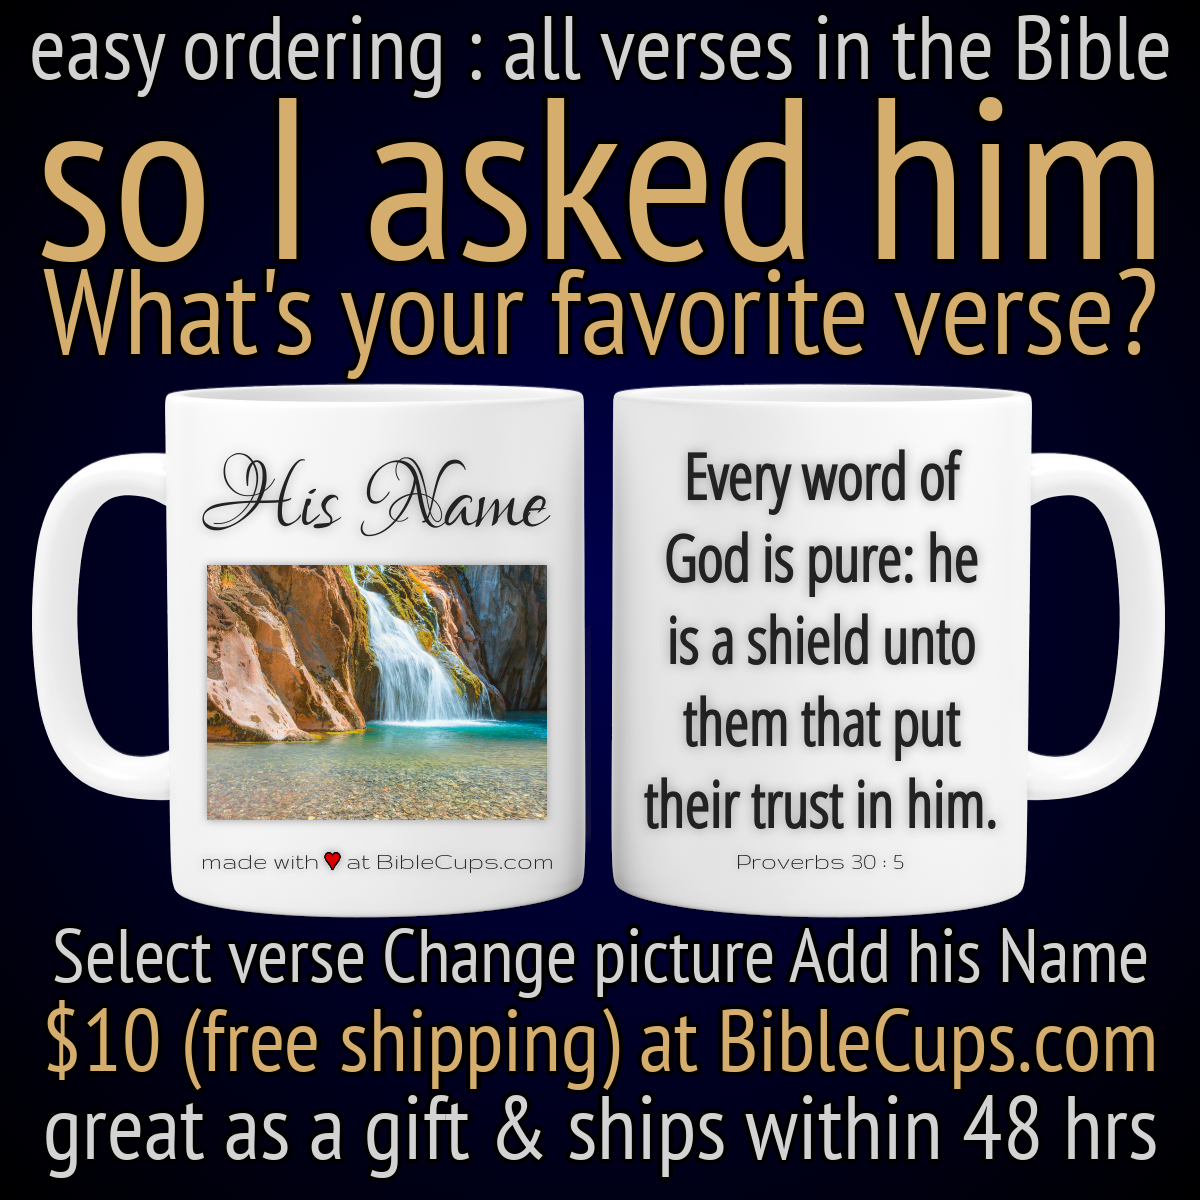 easy ordering : all verses in the Bible
so I asked him
What's your favorite verse?
His Name
made with ♥ at BibleCups.com
Every word of
God is pure: he
is a shield unto
them that put
their trust in him.
Proverbs 30 : 5
Select verse Change picture Add his Name
$10 (free shipping) at BibleCups.com
great as a gift & ships within 48 hrs